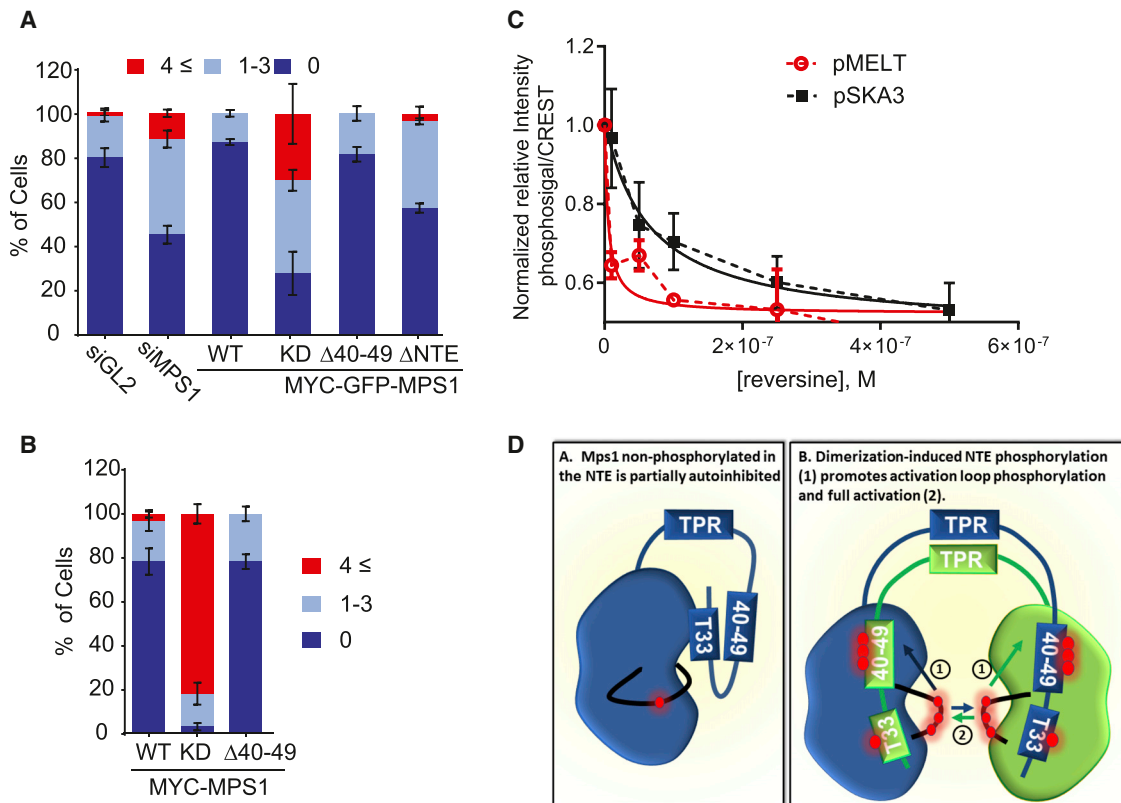 A
4 ≤ 1-3 0
120
100
80
60
40
20
0
% of Cells
siGL2 siMPS1 WT KD Δ40-49 ΔNTE
MYC-GFP-MPS1
B
120
100
80
60
40
20
0
% of Cells
4 ≤
1-3
0
WT KD Δ40-49
MYC-MPS1
C
1.2
1.0
0.8
0.6
Normalized relative Intensity
phosphosigal/CREST
pMELT
pSKA3
0 2×10⁻⁷ 4×10⁻⁷ 6×10⁻⁷
[reversine], M
D
A. Mps1 non-phosphorylated in
the NTE is partially autoinhibited
TPR
T33
40-49
B. Dimerization-induced NTE phosphorylation
(1) promotes activation loop phosphorylation
and full activation (2).
TPR
TPR
40-49
40-49
1
1
2
T33
T33